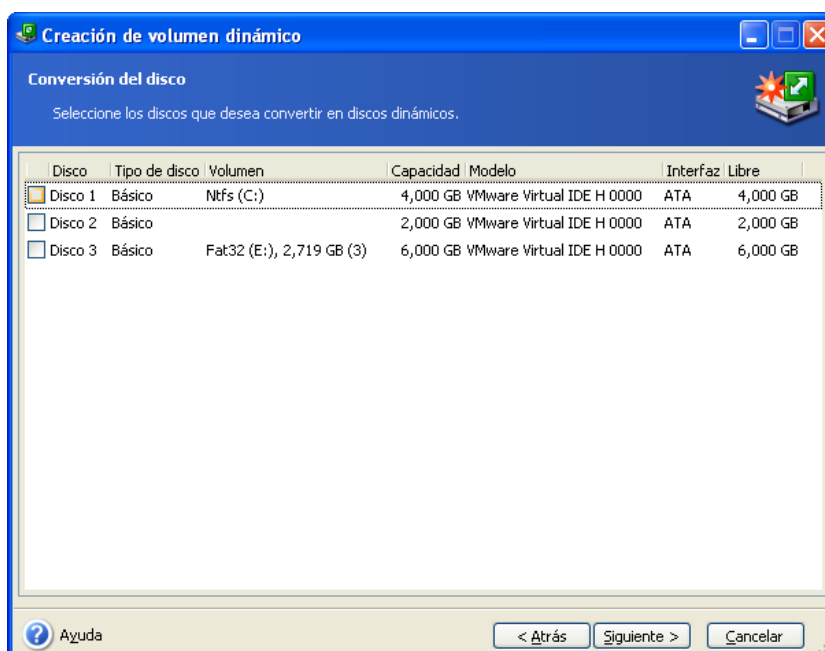 Creación de volumen dinámico
Conversión del disco
Seleccione los discos que desea convertir en discos dinámicos.
Disco Tipo de disco Volumen Capacidad Modelo Interfaz Libre
Disco 1 Básico Ntfs (C:) 4,000 GB VMware Virtual IDE H 0000 ATA 4,000 GB
Disco 2 Básico 2,000 GB VMware Virtual IDE H 0000 ATA 2,000 GB
Disco 3 Básico Fat32 (E:), 2,719 GB (3) 6,000 GB VMware Virtual IDE H 0000 ATA 6,000 GB
Ayuda < Atrás Siguiente > Cancelar